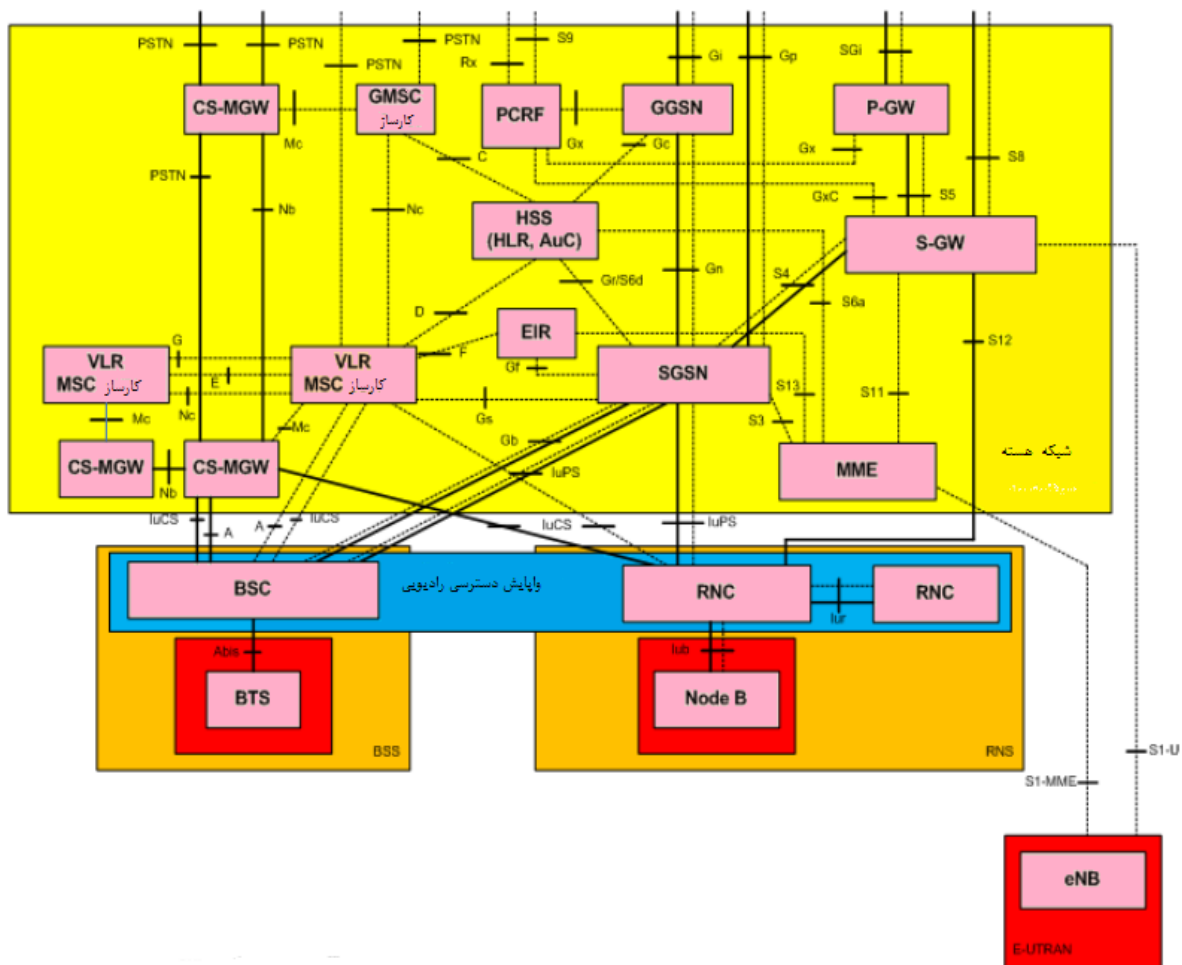 PSTN
PSTN
PSTN
PSTN
S9
Rx
Gi
Gp
SGi
CS-MGW
GMSC
کارساز
PCRF
GGSN
P-GW
Mc
Gx
Gc
Gx
S8
PSTN
C
GxC
S5
Nb
Nc
HSS
(HLR, AuC)
S-GW
Gn
S4
Gr/S6d
S6a
D
EIR
S12
G
F
VLR
MSC کارساز
E
VLR
MSC کارساز
Gf
SGSN
S13
S11
Nc
Mc
Gs
S3
Mc
Gb
CS-MGW
CS-MGW
MME
شبکه هسته
Nb
IuPS
IuCS
A
A
IuCS
IuCS
IuPS
BSC
واپایش دسترسی رادیویی
RNC
RNC
Iur
Abis
Iub
BTS
Node B
BSS
RNS
S1-U
S1-MME
eNB
E-UTRAN